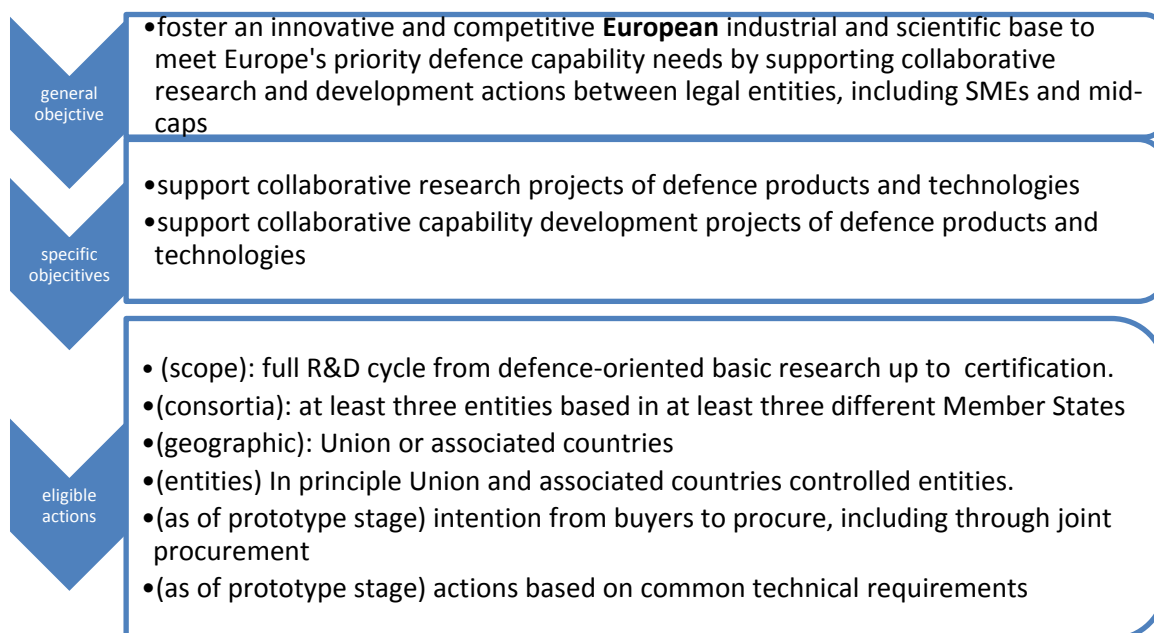 general
obejctive
•foster an innovative and competitive European industrial and scientific base to
meet Europe's priority defence capability needs by supporting collaborative
research and development actions between legal entities, including SMEs and mid-
caps
specific
objecitives
•support collaborative research projects of defence products and technologies
•support collaborative capability development projects of defence products and
technologies
eligible
actions
• (scope): full R&D cycle from defence-oriented basic research up to certification.
•(consortia): at least three entities based in at least three different Member States
•(geographic): Union or associated countries
•(entities) In principle Union and associated countries controlled entities.
•(as of prototype stage) intention from buyers to procure, including through joint
procurement
•(as of prototype stage) actions based on common technical requirements